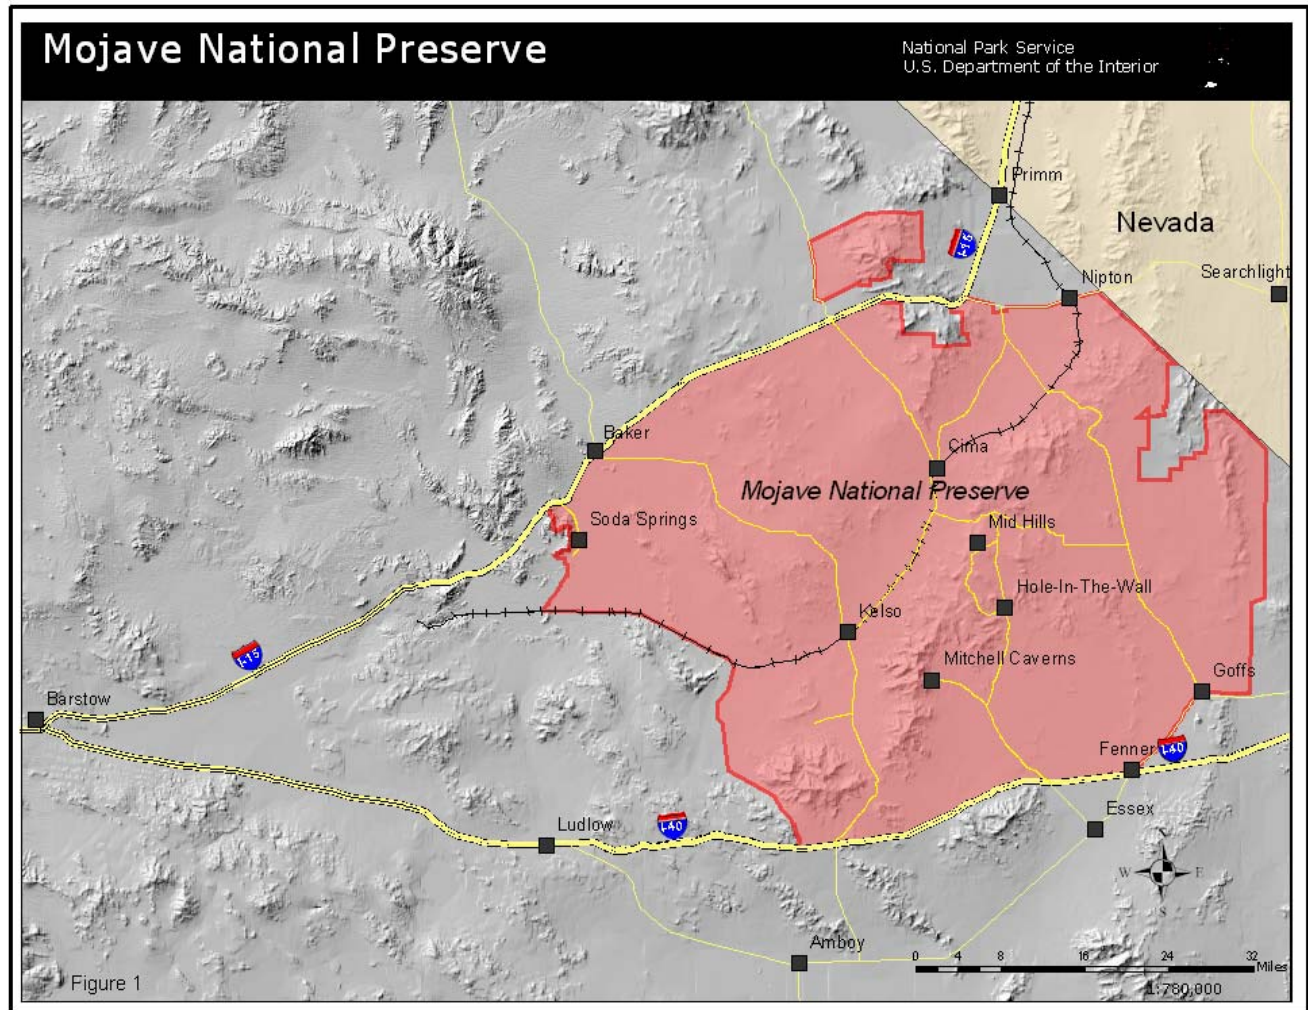 Mojave National Preserve
National Park Service
U.S. Department of the Interior
Primm
Nevada
I-15
Nipton
Searchlight
Baker
Cima
Mojave National Preserve
Soda Springs
Mid Hills
Hole-In-The-Wall
Kelso
Mitchell Caverns
I-15
Goffs
Barstow
Fenner
I-40
Essex
Ludlow
I-40
W E
S
Amboy
0 4 8 16 24 32
Miles
1:780,000
Figure 1